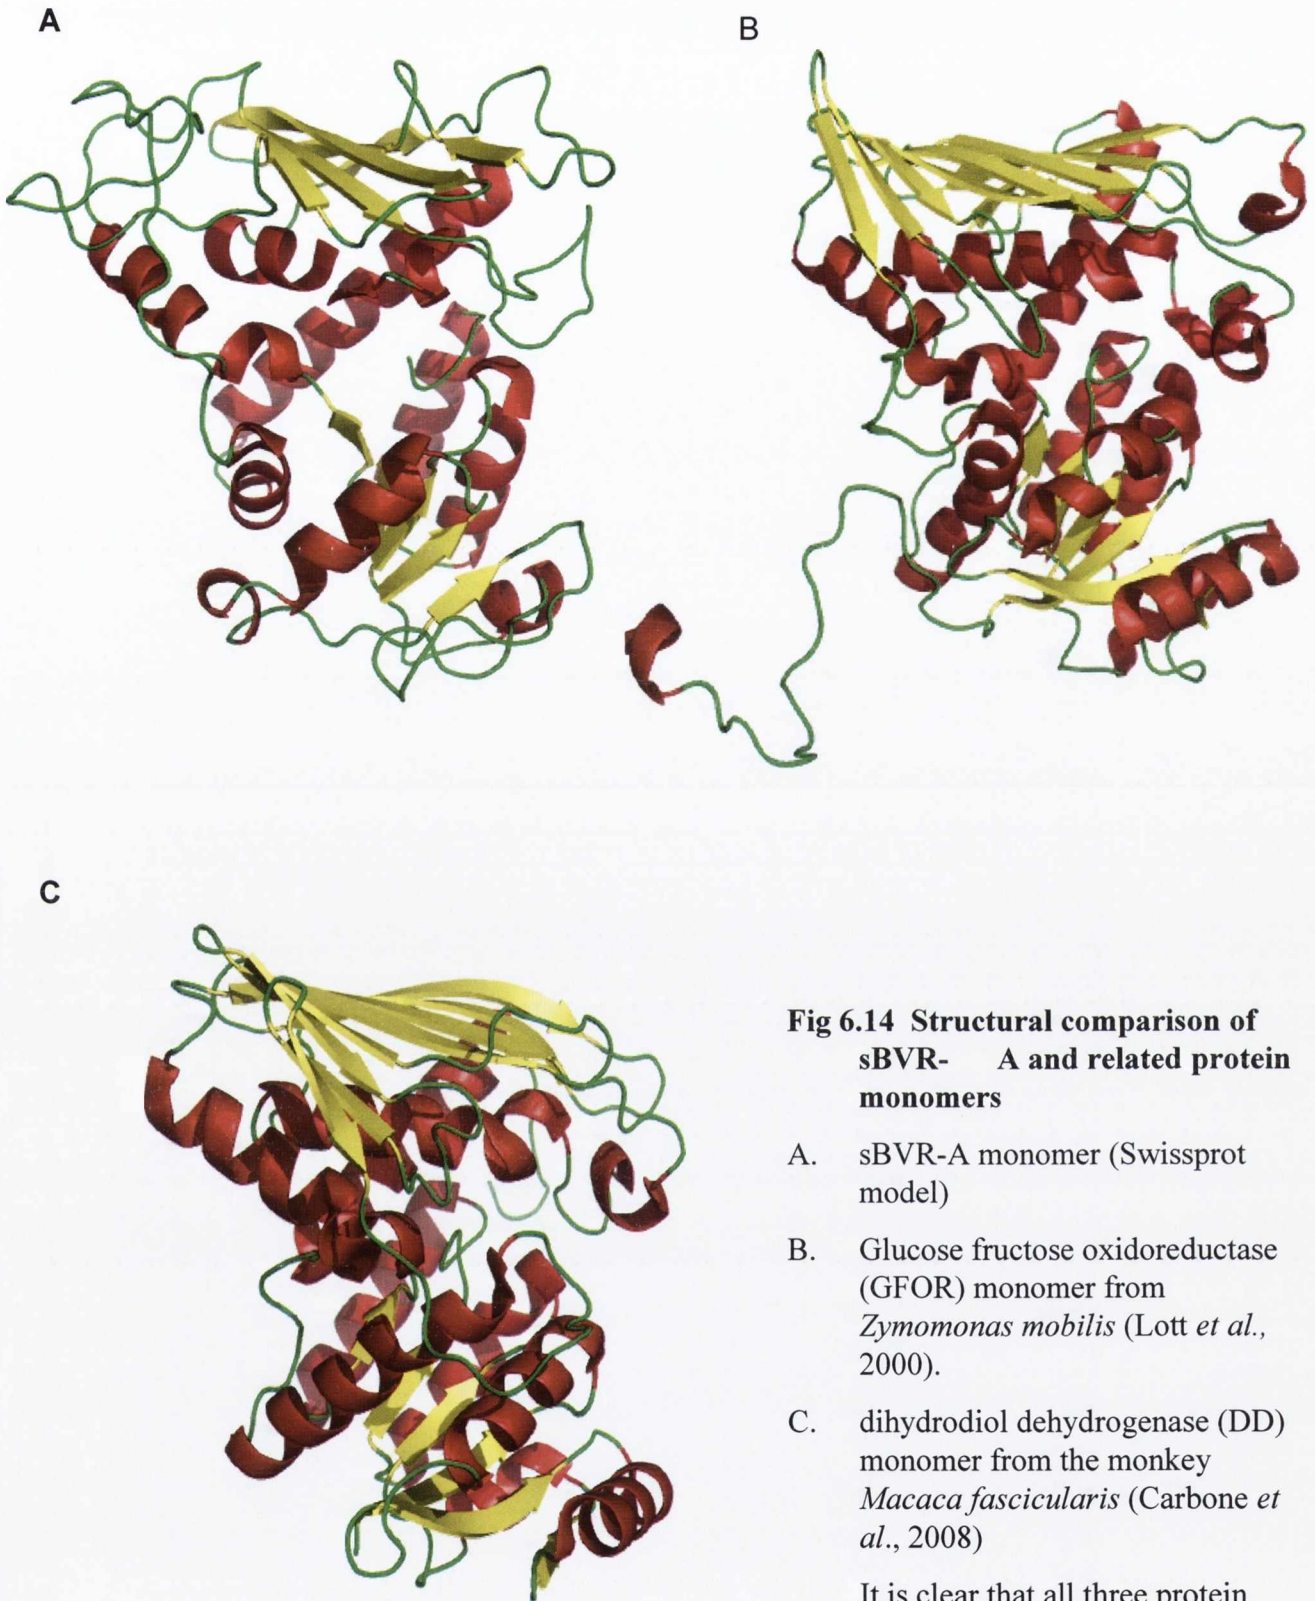 A
B
C
Fig 6.14 Structural comparison of
sBVR- A and related protein
monomers
A. sBVR-A monomer (Swissprot
model)
B. Glucose fructose oxidoreductase
(GFOR) monomer from
Zymomonas mobilis (Lott et al.,
2000).
C. dihydrodiol dehydrogenase (DD)
monomer from the monkey
Macaca fascicularis (Carbone et
al., 2008)
It is clear that all three protein